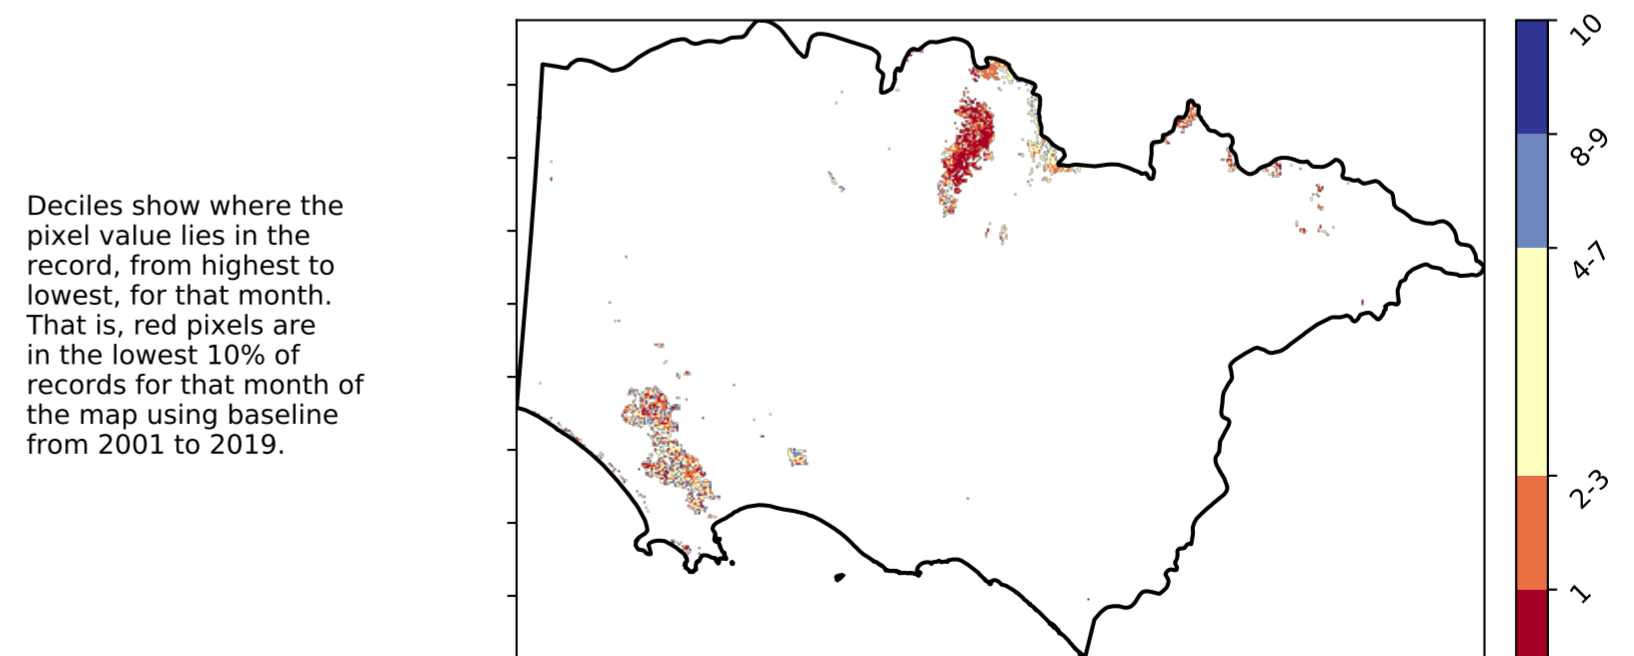 Deciles show where the
pixel value lies in the
record, from highest to
lowest, for that month.
That is, red pixels are
in the lowest 10% of
records for that month of
the map using baseline
from 2001 to 2019.
10
8-9
4-7
2-3
1